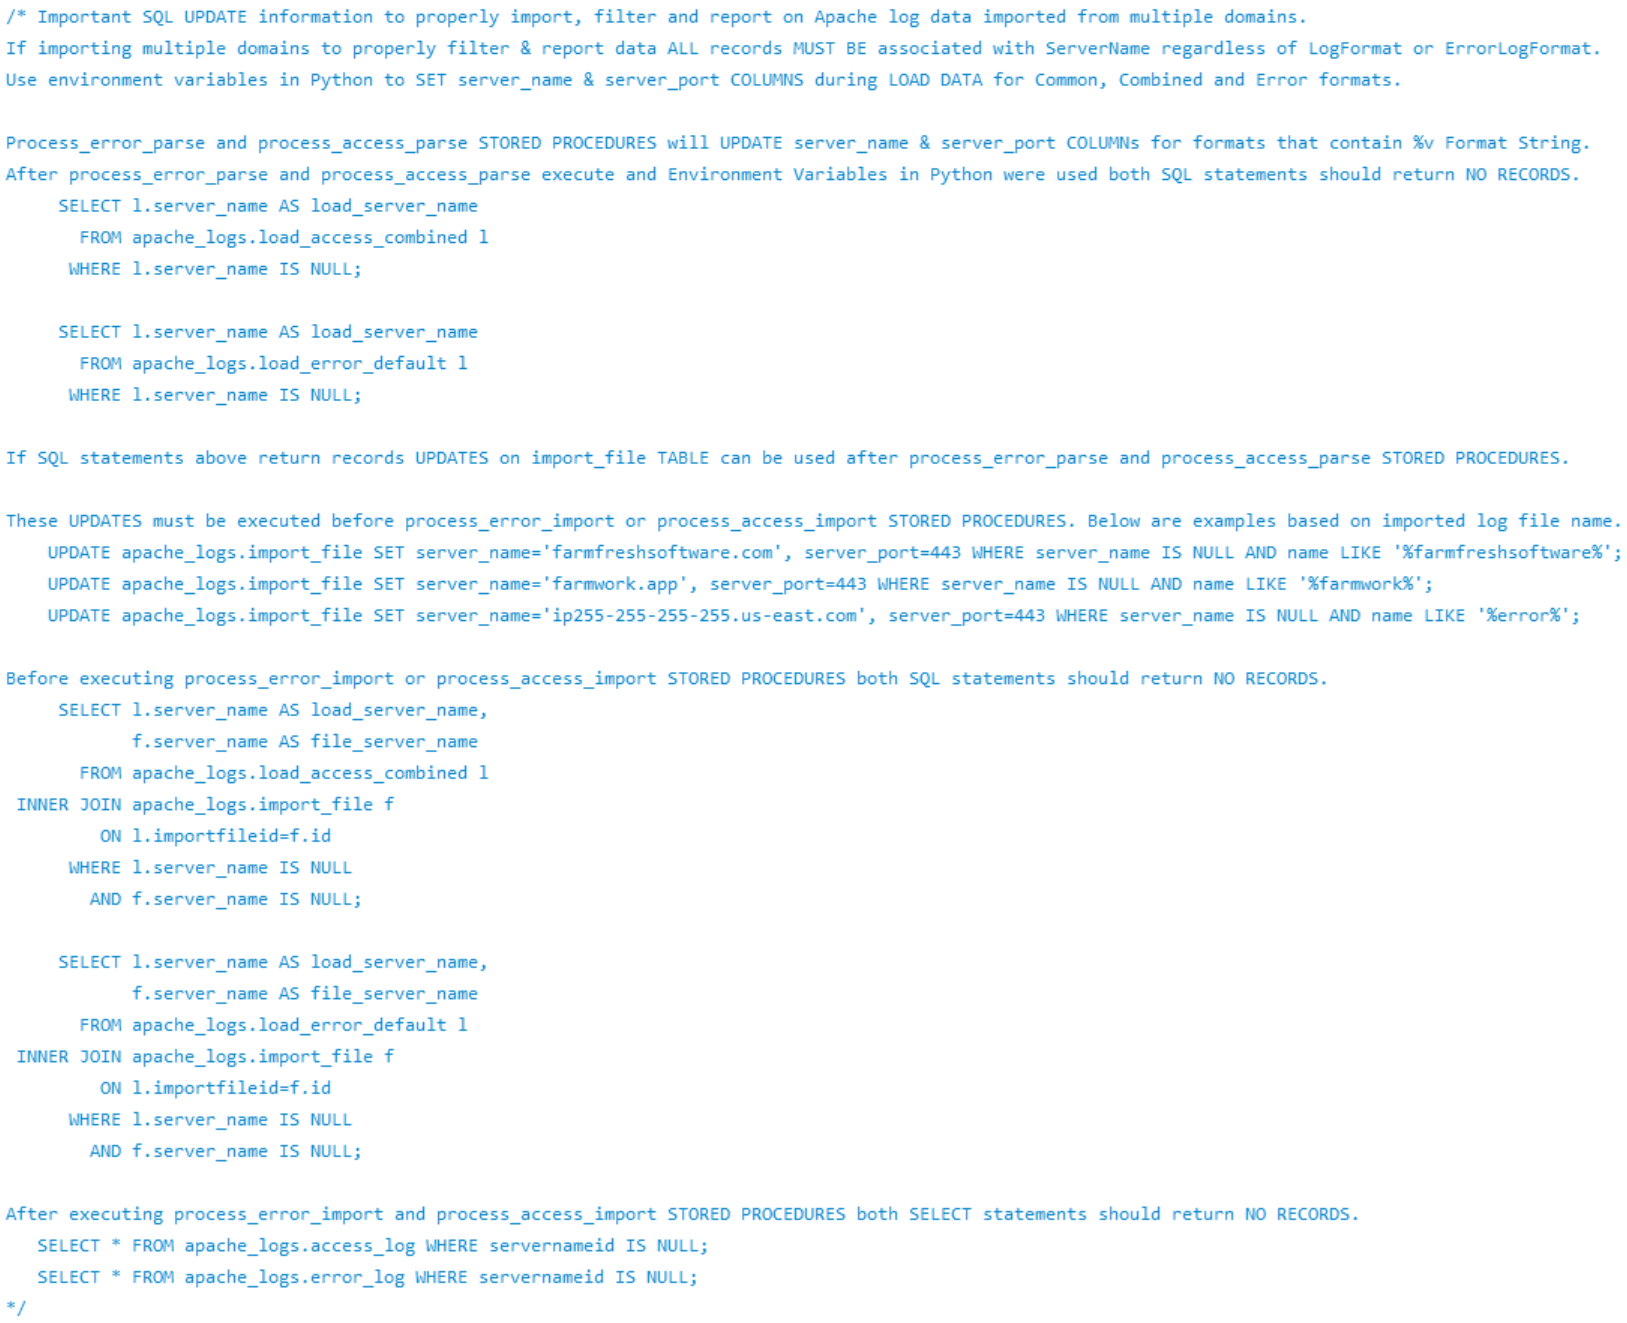 /* Important SQL UPDATE information to properly import, filter and report on Apache log data imported from multiple domains.
If importing multiple domains to properly filter & report data ALL records MUST BE associated with ServerName regardless of LogFormat or ErrorLogFormat.
Use environment variables in Python to SET server_name & server_port COLUMNS during LOAD DATA for Common, Combined and Error formats.

Process_error_parse and process_access_parse STORED PROCEDURES will UPDATE server_name & server_port COLUMNs for formats that contain %v Format String.
After process_error_parse and process_access_parse execute and Environment Variables in Python were used both SQL statements should return NO RECORDS.
     SELECT l.server_name AS load_server_name
       FROM apache_logs.load_access_combined l
      WHERE l.server_name IS NULL;

     SELECT l.server_name AS load_server_name
       FROM apache_logs.load_error_default l
      WHERE l.server_name IS NULL;

If SQL statements above return records UPDATES on import_file TABLE can be used after process_error_parse and process_access_parse STORED PROCEDURES.

These UPDATES must be executed before process_error_import or process_access_import STORED PROCEDURES. Below are examples based on imported log file name.
    UPDATE apache_logs.import_file SET server_name='farmfreshsoftware.com', server_port=443 WHERE server_name IS NULL AND name LIKE '%farmfreshsoftware%';
    UPDATE apache_logs.import_file SET server_name='farmwork.app', server_port=443 WHERE server_name IS NULL AND name LIKE '%farmwork%';
    UPDATE apache_logs.import_file SET server_name='ip255-255-255-255.us-east.com', server_port=443 WHERE server_name IS NULL AND name LIKE '%error%';

Before executing process_error_import or process_access_import STORED PROCEDURES both SQL statements should return NO RECORDS.
     SELECT l.server_name AS load_server_name,
            f.server_name AS file_server_name
       FROM apache_logs.load_access_combined l
 INNER JOIN apache_logs.import_file f
         ON l.importfileid=f.id
      WHERE l.server_name IS NULL
        AND f.server_name IS NULL;

     SELECT l.server_name AS load_server_name,
            f.server_name AS file_server_name
       FROM apache_logs.load_error_default l
 INNER JOIN apache_logs.import_file f
         ON l.importfileid=f.id
      WHERE l.server_name IS NULL
        AND f.server_name IS NULL;

After executing process_error_import and process_access_import STORED PROCEDURES both SELECT statements should return NO RECORDS.
   SELECT * FROM apache_logs.access_log WHERE servernameid IS NULL;
   SELECT * FROM apache_logs.error_log WHERE servernameid IS NULL;
*/